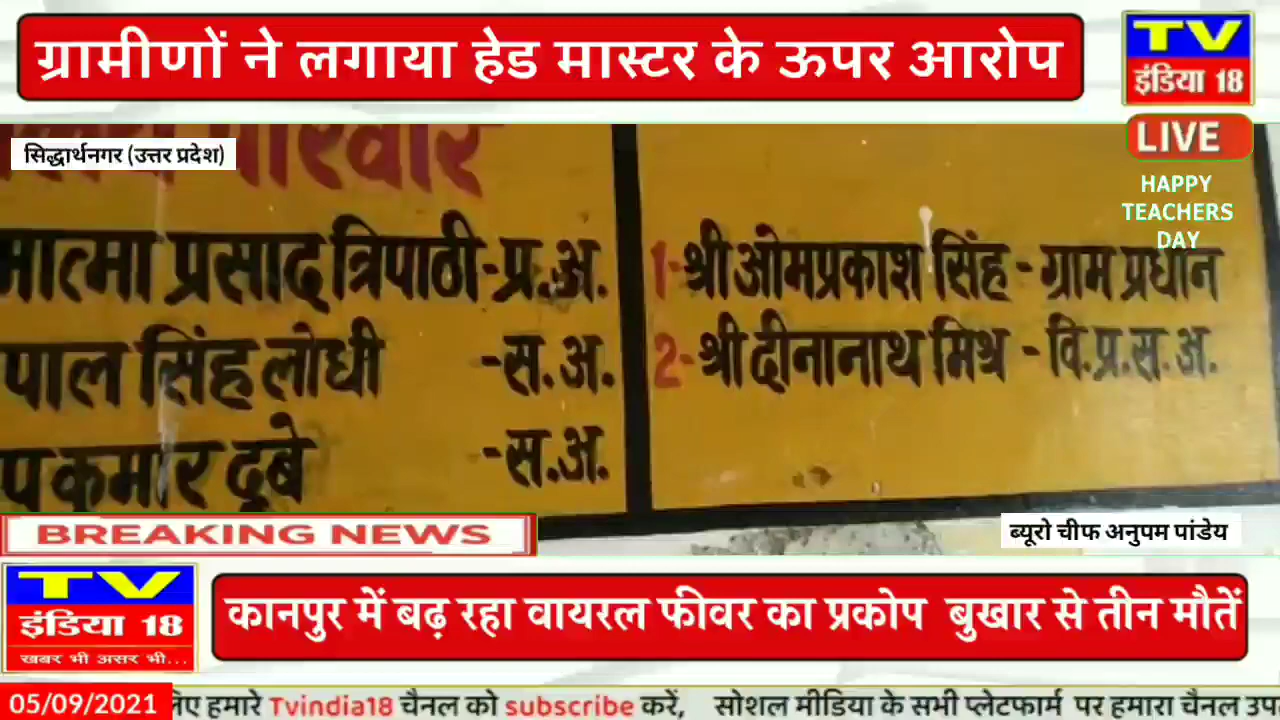 ग्रामीणों ने लगाया हेड मास्टर के ऊपर आरोप
TV
इंडिया 18
LIVE
HAPPY
TEACHERS
DAY
सिद्धार्थनगर (उत्तर प्रदेश)
परिवार
मात्मा प्रसाद त्रिपाठी-प्र.अ.
पाल सिंह लोधी -स.अ.
प कुमार दूबे -स.अ.
1-श्री ओमप्रकाश सिंह - ग्राम प्रधान
2-श्री दीनानाथ मिश्र - वि.प्र.स.अ.
BREAKING NEWS
ब्यूरो चीफ अनुपम पांडेय
TV
इंडिया 18
खबर भी असर भी...
कानपुर में बढ़ रहा वायरल फीवर का प्रकोप बुखार से तीन मौतें
05/09/2021
लिए हमारे Tvindia18 चैनल को subscribe करें, सोशल मीडिया के सभी प्लेटफार्म पर हमारा चैनल उप